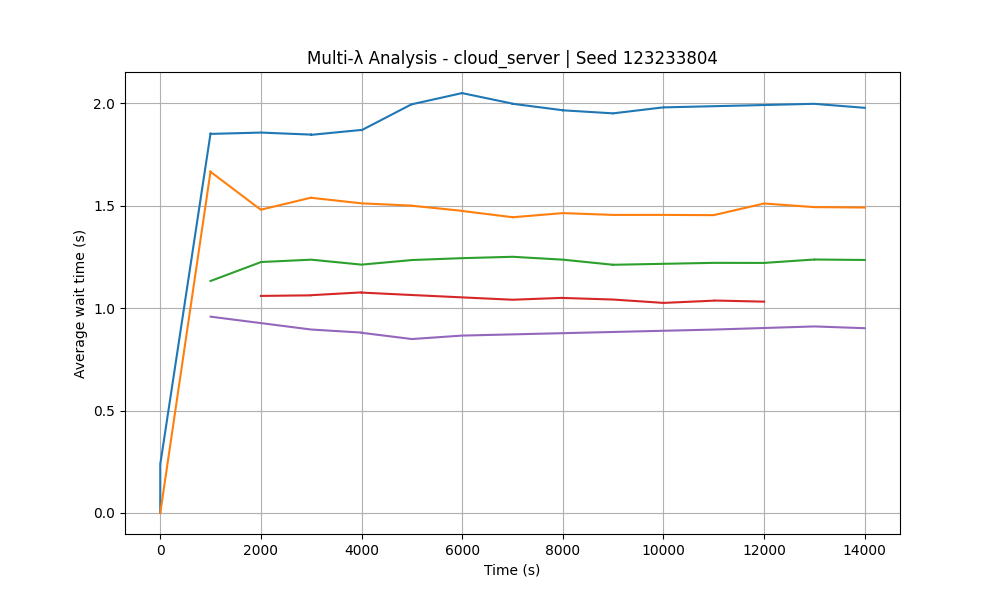 Multi-λ Analysis - cloud_server | Seed 123233804
Average wait time (s)
2.0
1.5
1.0
0.5
0.0
0 2000 4000 6000 8000 10000 12000 14000
Time (s)